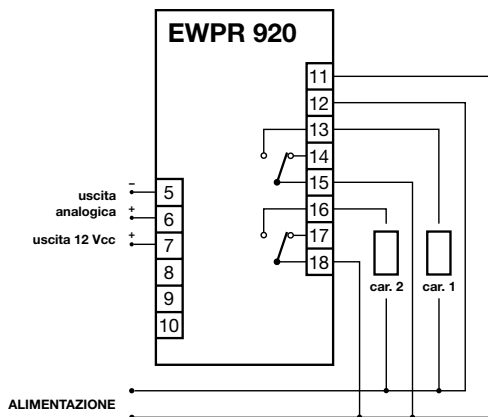 EWPR 920
11
12
13
14
15
16
17
18
5
6
7
8
9
10
−
uscita
analogica
+
uscita 12 Vcc
+
car. 2
car. 1
ALIMENTAZIONE